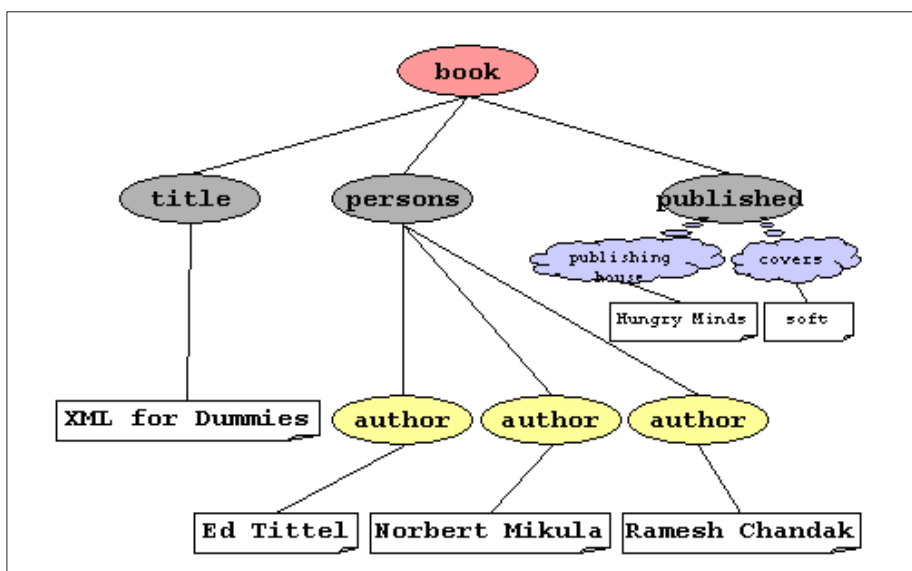 book
title
persons
published
publishing
house
covers
Hungry Minds
soft
XML for Dummies
author
author
author
Ed Tittel
Norbert Mikula
Ramesh Chandak